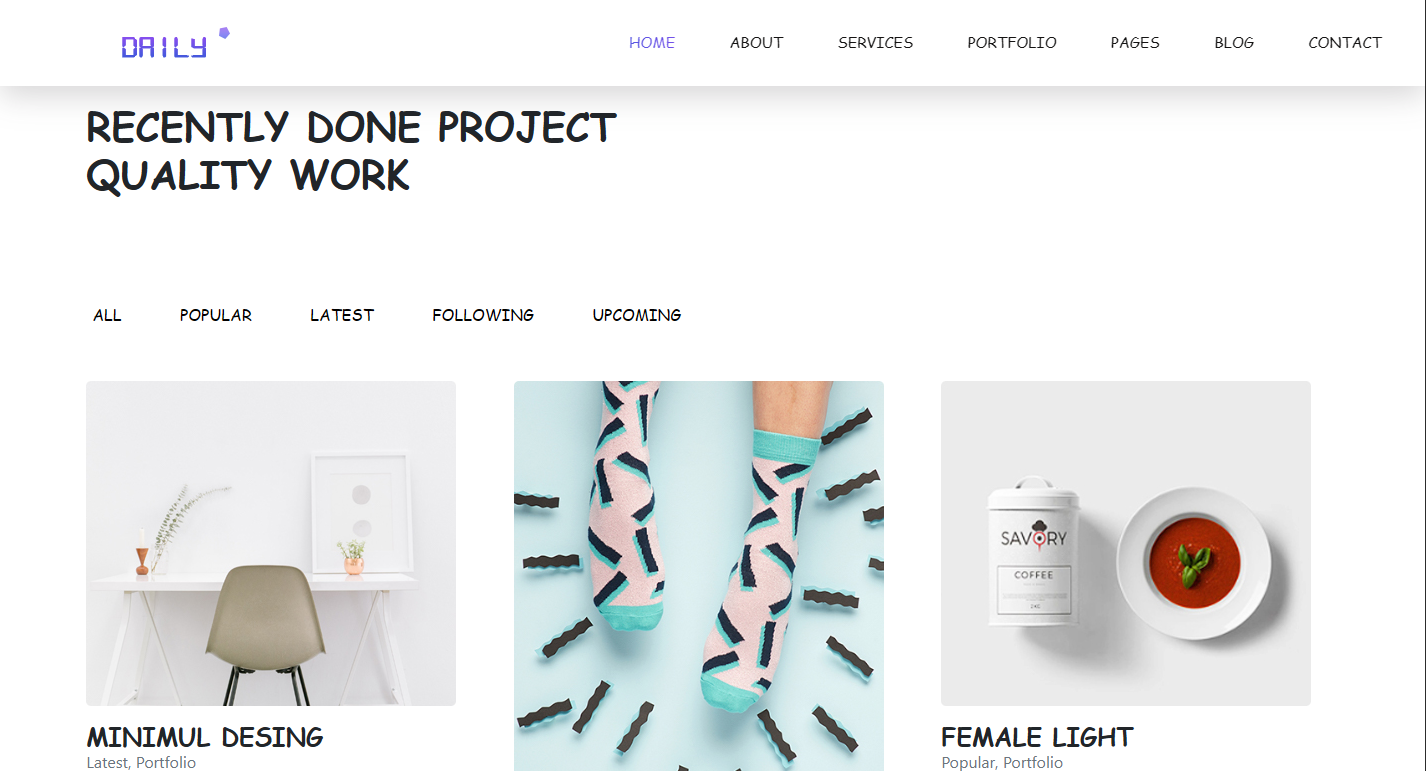 DAILY
HOME ABOUT SERVICES PORTFOLIO PAGES BLOG CONTACT
RECENTLY DONE PROJECT
QUALITY WORK
ALL POPULAR LATEST FOLLOWING UPCOMING
SAVORY
COFFEE
MINIMUL DESING
Latest, Portfolio
FEMALE LIGHT
Popular, Portfolio